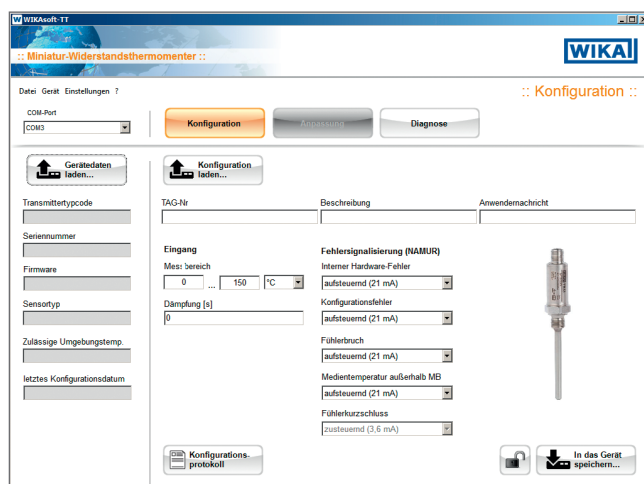 WIKAsoft-TT
:: Miniatur-Widerstandsthermomenter ::
WIKAI
Datei Gerät Einstellungen ?
:: Konfiguration ::
COM-Port
COM3
Konfiguration
Anpassung
Diagnose
Gerätedaten
laden...
Konfiguration
laden...
Transmittertypcode
TAG-Nr
Beschreibung
Anwendernachricht
Seriennummer
Firmware
Sensortyp
Zulässige Umgebungstemp.
letztes Konfigurationsdatum
Eingang
Messbereich
0 ... 150 °C
Dämpfung [s]
0
Fehlersignalisierung (NAMUR)
Interner Hardware-Fehler
aufsteuernd (21 mA)
Konfigurationsfehler
aufsteuernd (21 mA)
Fühlerbruch
aufsteuernd (21 mA)
Medientemperatur außerhalb MB
aufsteuernd (21 mA)
Fühlerkurzschluss
zusteuernd (3,6 mA)
Konfigurations-
protokoll
In das Gerät
speichern...